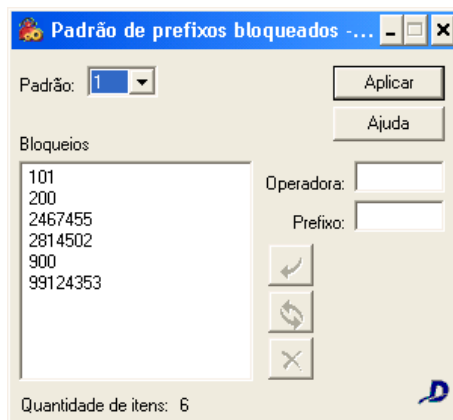 Padrão de prefixos bloqueados -...
Padrão: 1
Aplicar
Ajuda
Bloqueios
101
200
2467455
2814502
900
99124353
Operadora:
Prefixo:
Quantidade de itens: 6